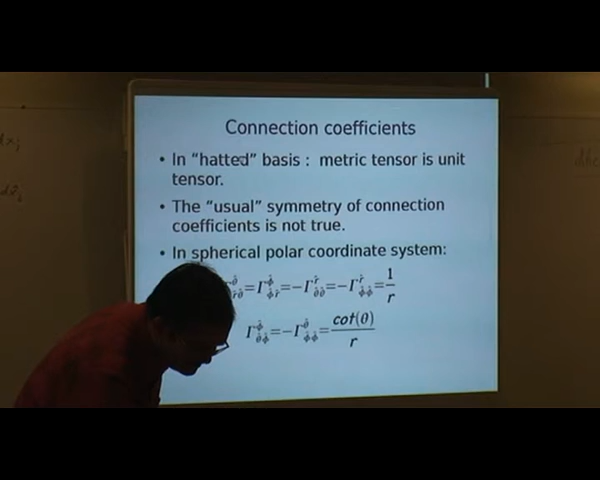 Connection coefficients
• In “hatted” basis : metric tensor is unit
tensor.
• The “usual” symmetry of connection
coefficients is not true.
• In spherical polar coordinate system:
^θ̂_r̂θ̂=Γ^ϕ̂_ϕ̂r̂=−Γ^r̂_θ̂θ̂=−Γ^r̂_ϕ̂ϕ̂=1/r
Γ^ϕ̂_θ̂ϕ̂=−Γ^θ̂_ϕ̂ϕ̂=cot(θ)/r